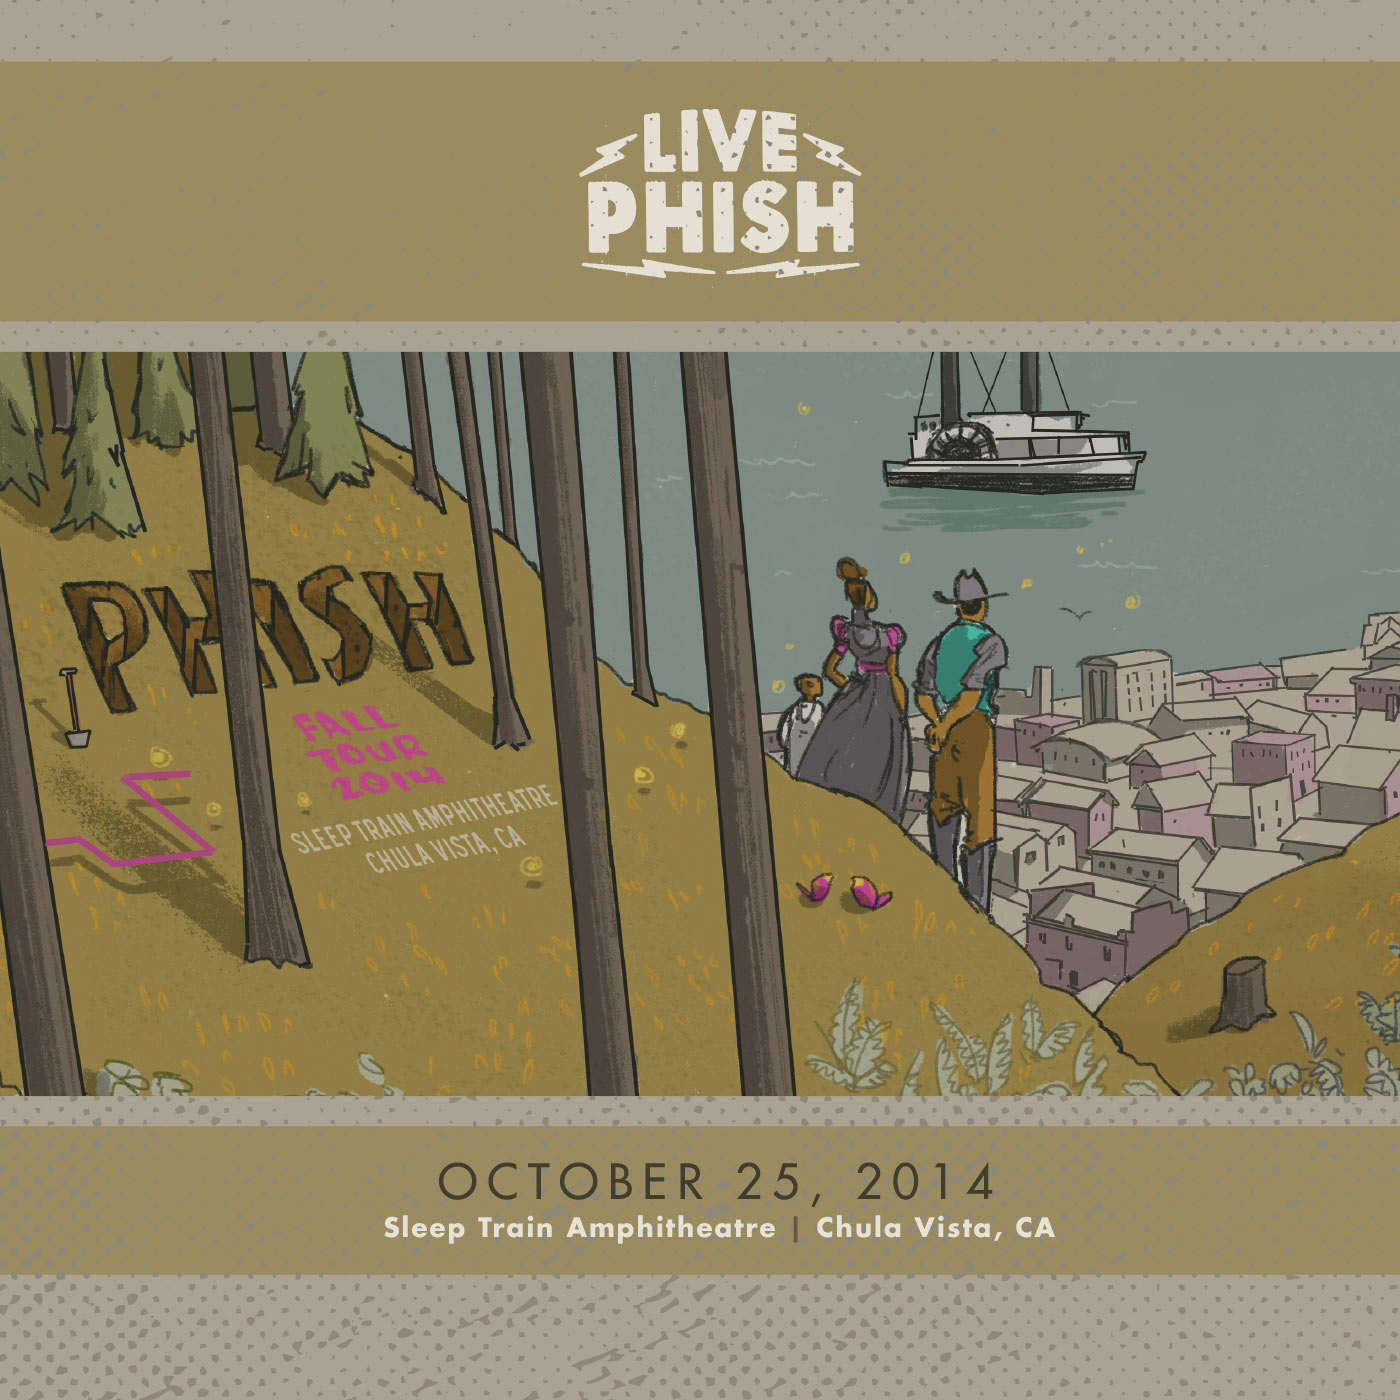 LIVE
PHISH
PHISH
FALL
TOUR
2014
SLEEP TRAIN AMPHITHEATRE
CHULA VISTA, CA
OCTOBER 25, 2014
Sleep Train Amphitheatre | Chula Vista, CA